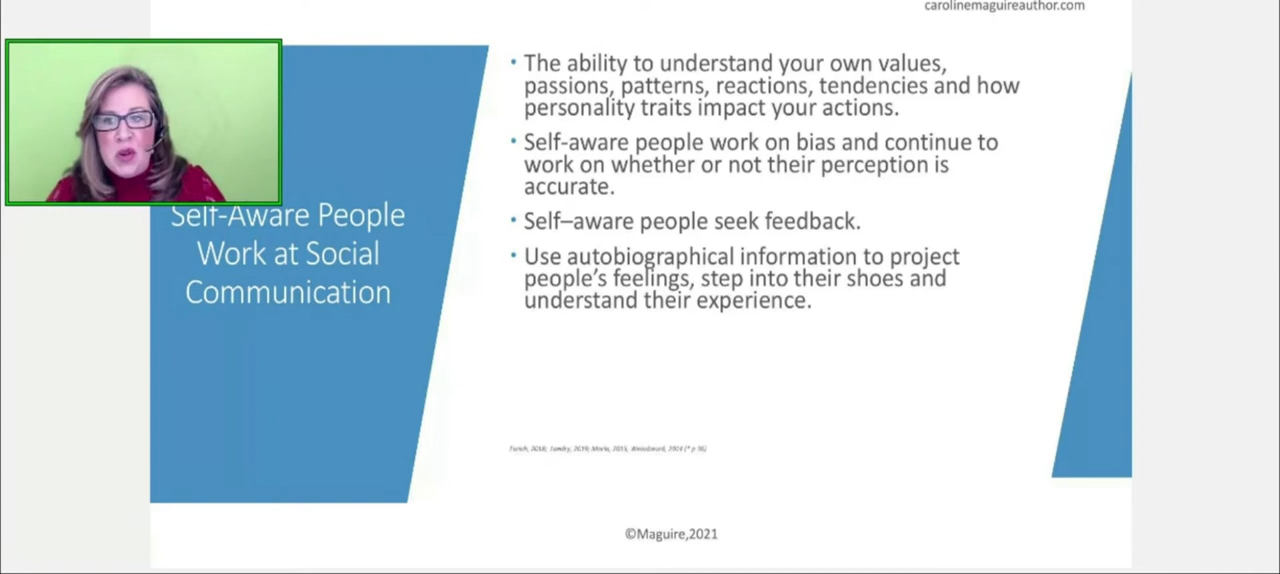 carolinemaguireauthor.com
Self-Aware People
Work at Social
Communication
• The ability to understand your own values,
passions, patterns, reactions, tendencies and how
personality traits impact your actions.
• Self-aware people work on bias and continue to
work on whether or not their perception is
accurate.
• Self–aware people seek feedback.
• Use autobiographical information to project
people's feelings, step into their shoes and
understand their experience.
2018; 2019; 2015,
©Maguire,2021